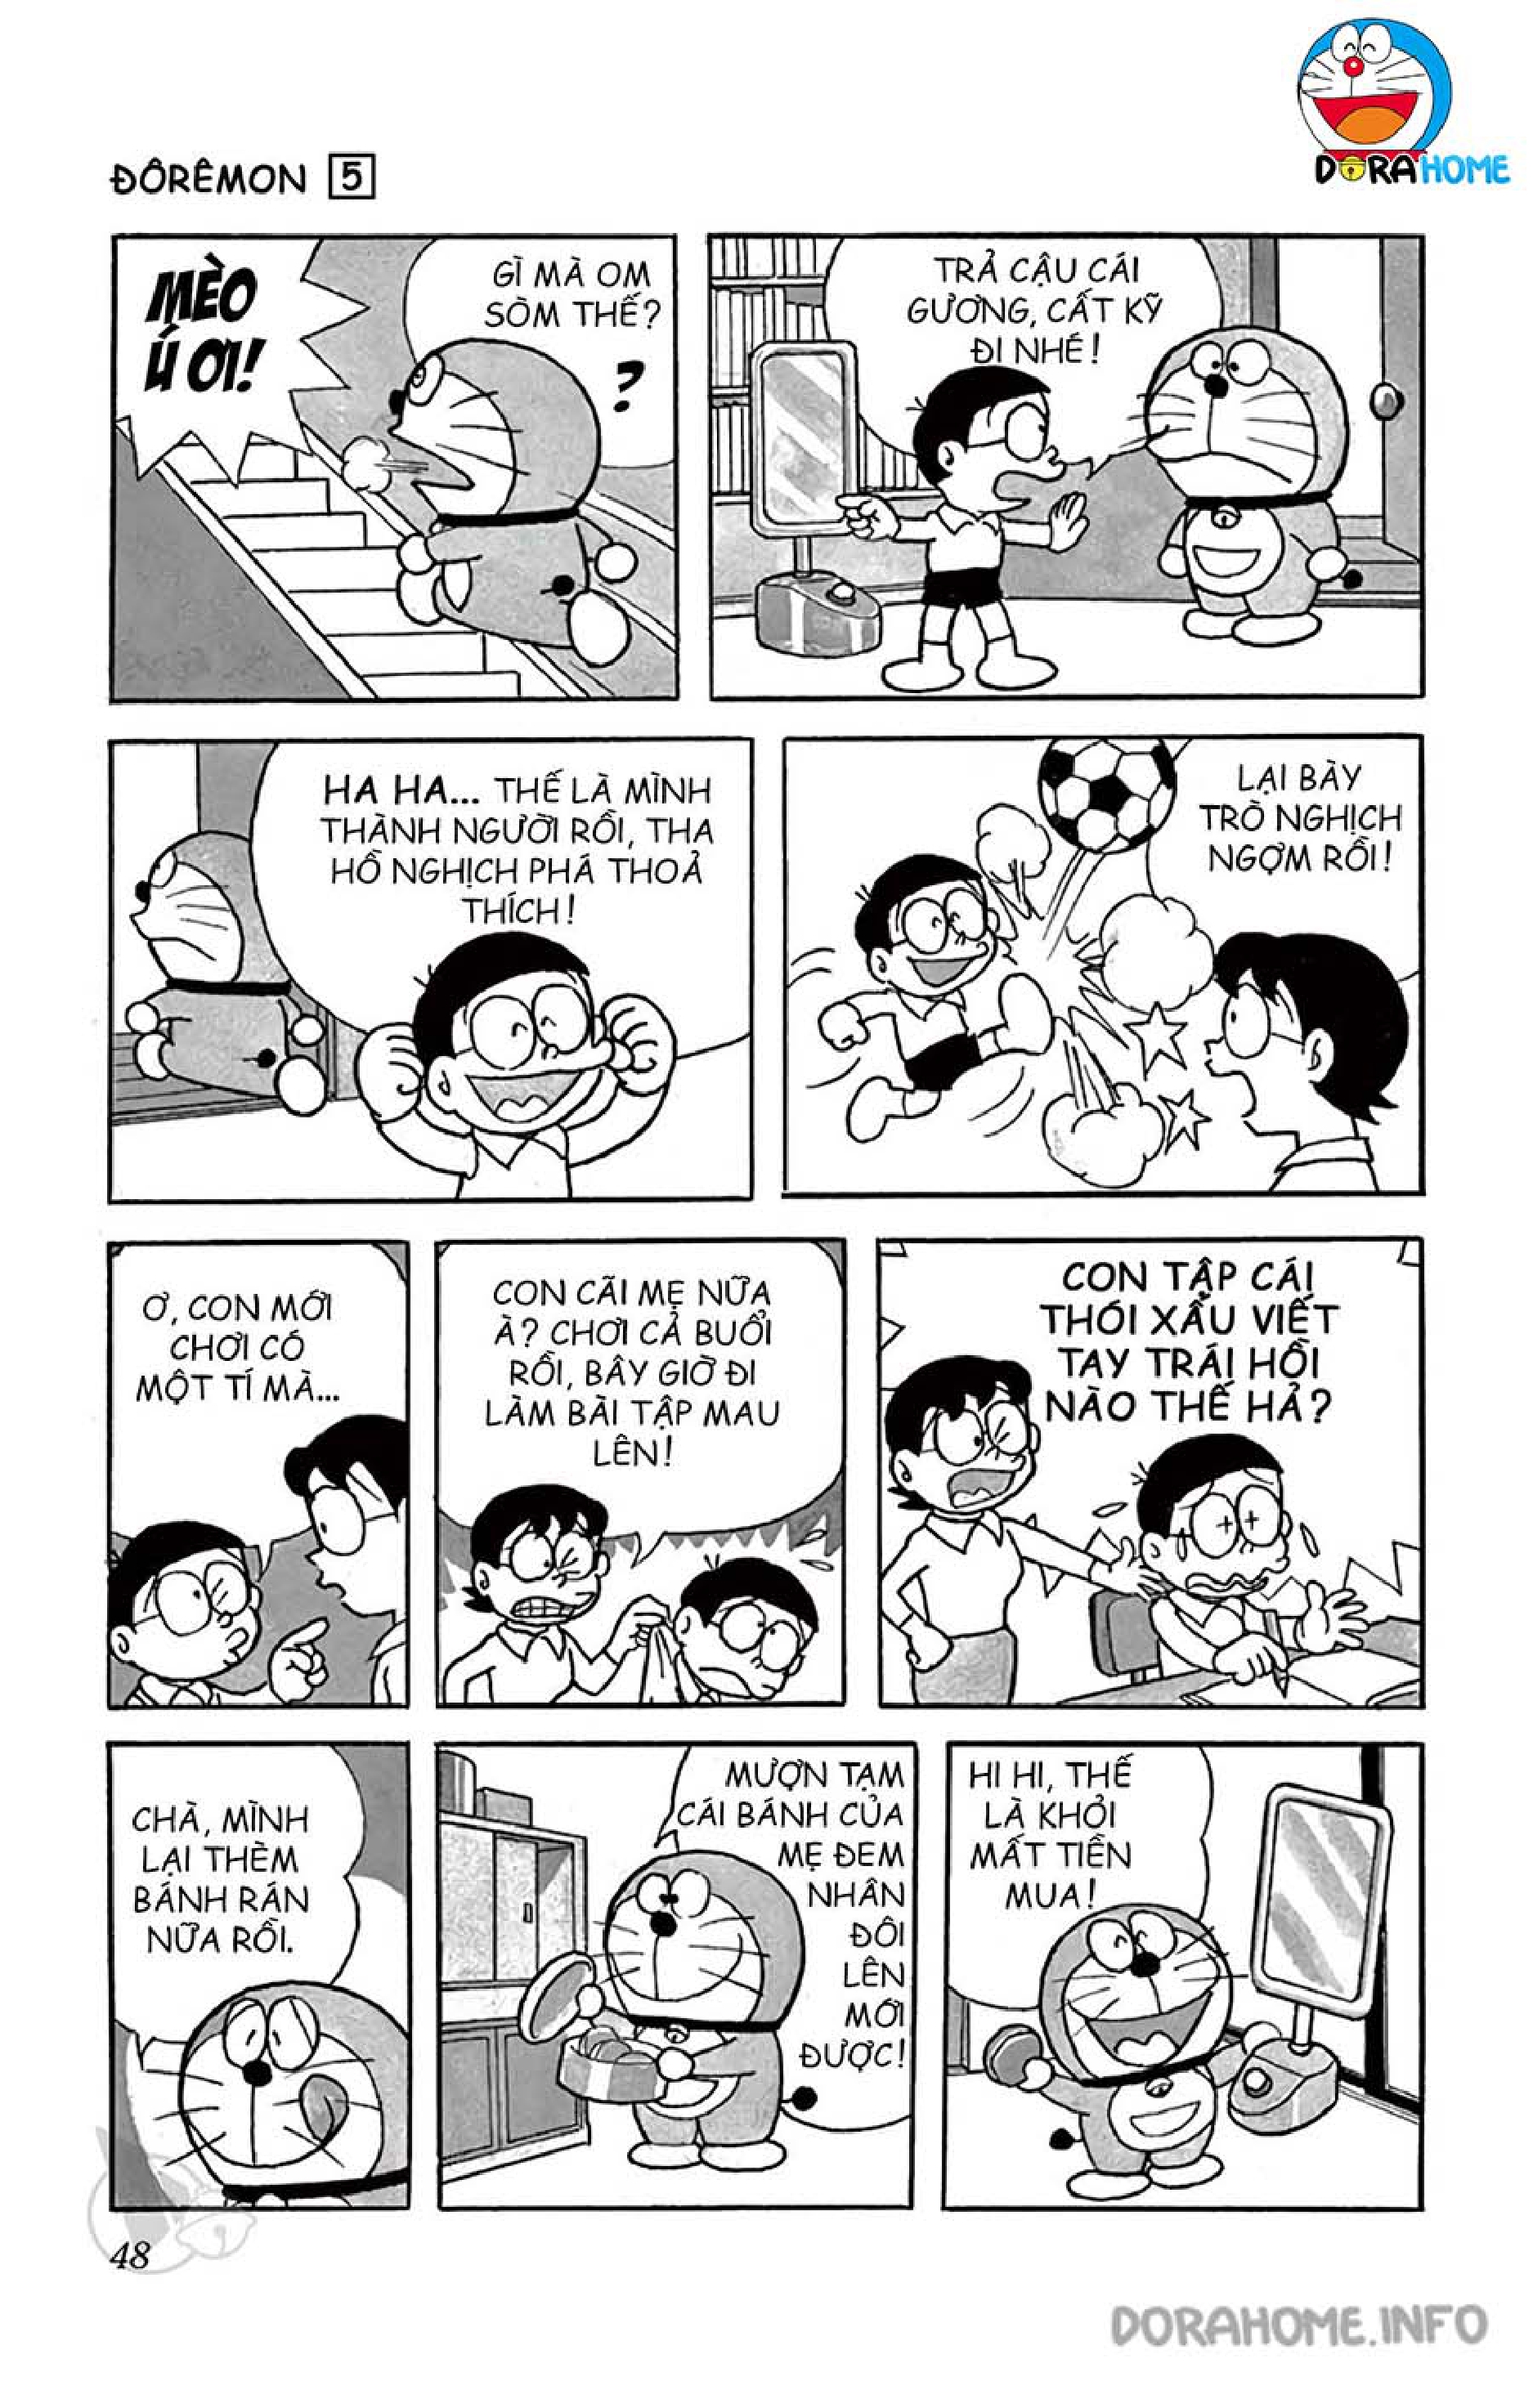 DORAHOME
ĐÔRÊMON 5
MÈO
Ú ƠI!
GÌ MÀ OM
SÒM THẾ?
?
TRẢ CẬU CÁI
GƯƠNG, CẤT KỸ
ĐI NHÉ!
HA HA... THẾ LÀ MÌNH
THÀNH NGƯỜI RỒI, THA
HỒ NGHỊCH PHÁ THOẢ
THÍCH!
LẠI BÀY
TRÒ NGHỊCH
NGỢM RỒI!
Ơ, CON MỚI
CHƠI CÓ
MỘT TÍ MÀ...
CON CÃI MẸ NỮA
À? CHƠI CẢ BUỔI
RỒI, BÂY GIỜ ĐI
LÀM BÀI TẬP MAU
LÊN!
CON TẬP CÁI
THÓI XẤU VIẾT
TAY TRÁI HỒI
NÀO THẾ HẢ?
CHÀ, MÌNH
LẠI THÈM
BÁNH RÁN
NỮA RỒI.
MƯỢN TẠM
CÁI BÁNH CỦA
MẸ ĐEM
NHÂN
ĐÔI
LÊN
MỚI
ĐƯỢC!
HI HI, THẾ
LÀ KHỎI
MẤT TIỀN
MUA!
48
DORAHOME.INFO